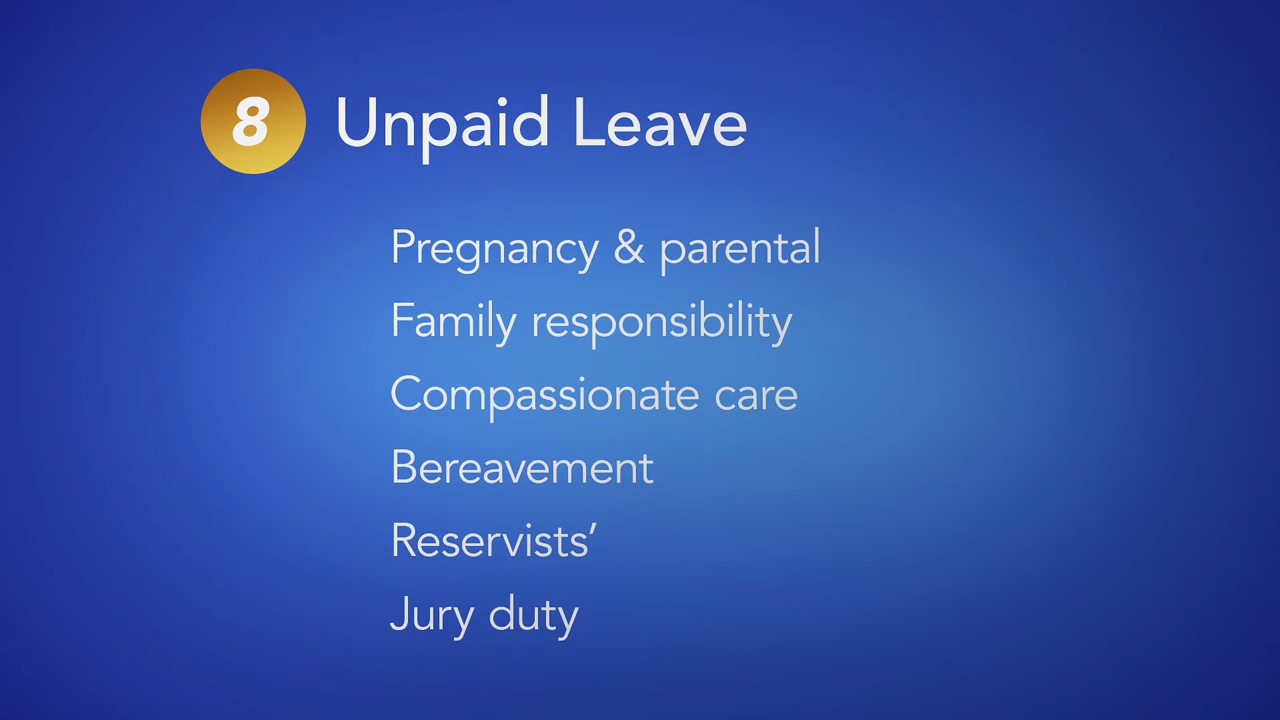 8 Unpaid Leave
Pregnancy & parental
Family responsibility
Compassionate care
Bereavement
Reservists’
Jury duty